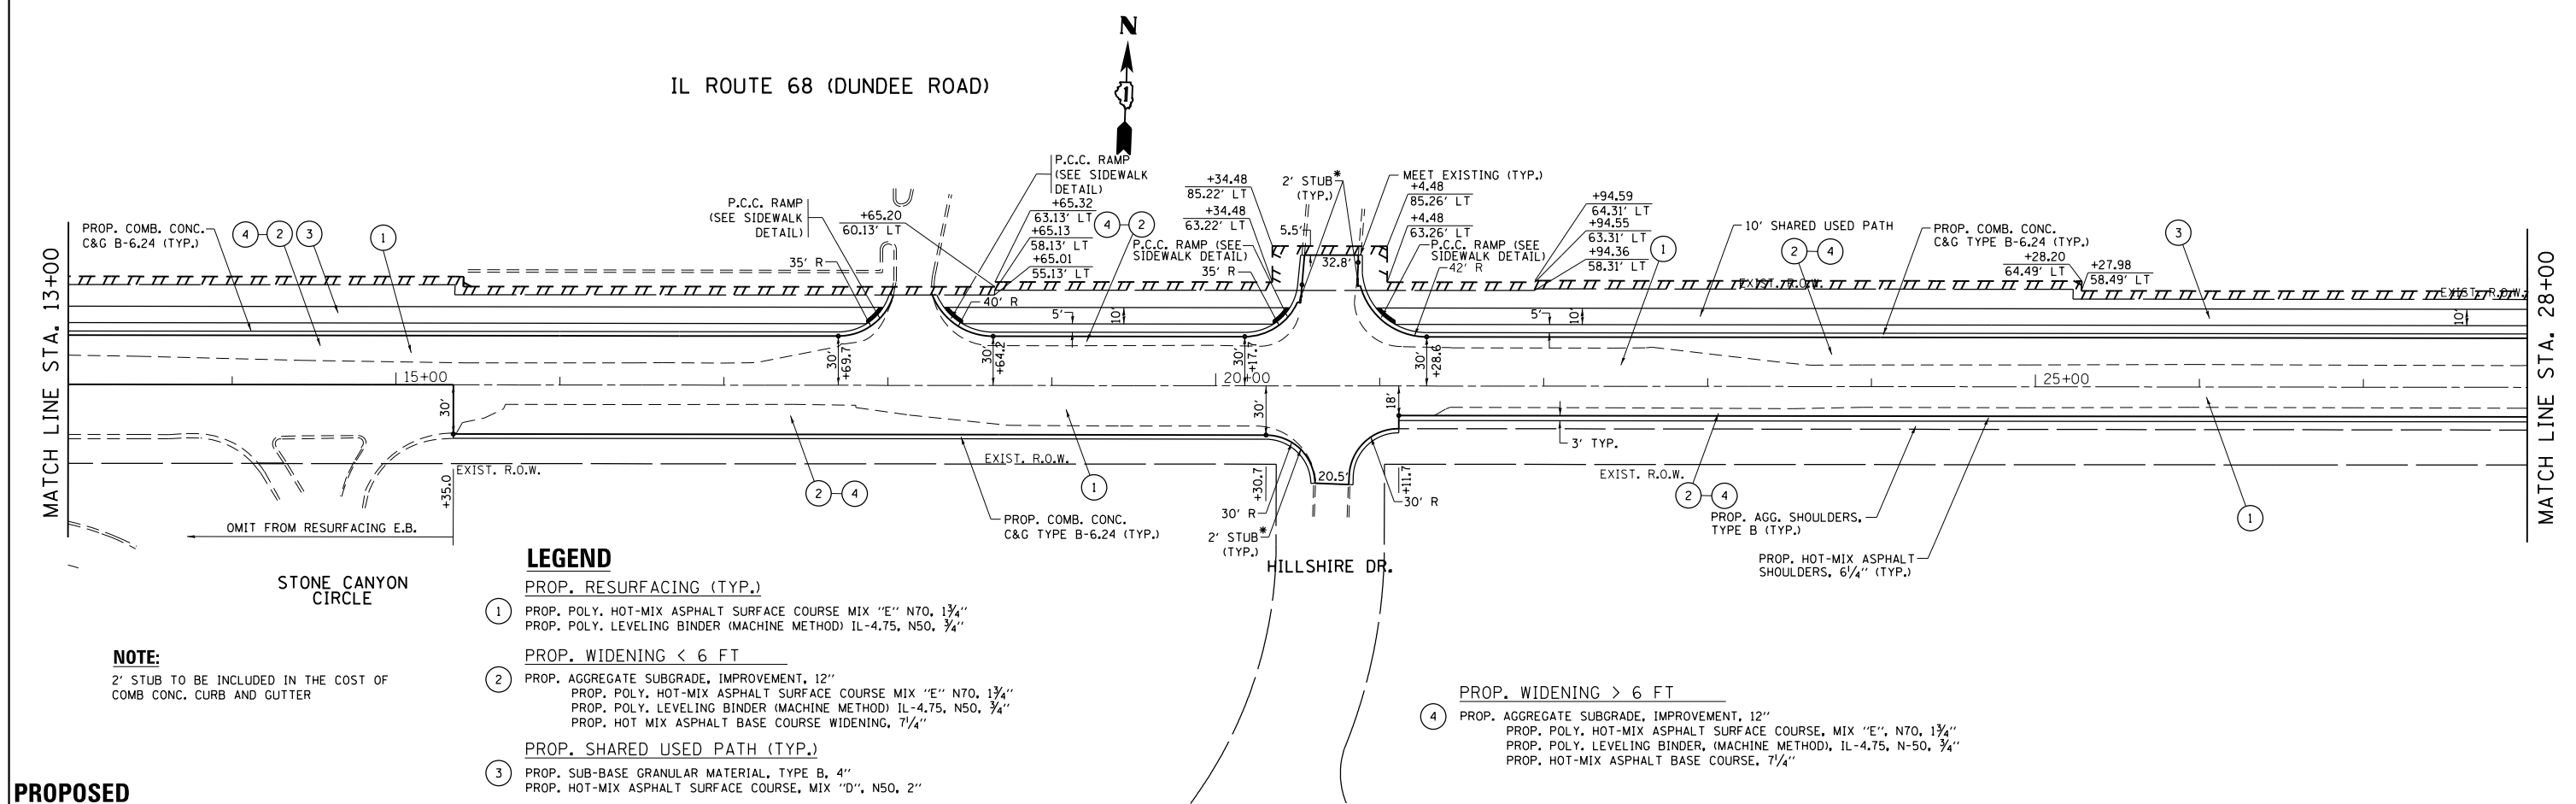 N
1
IL ROUTE 68 (DUNDEE ROAD)
MATCH LINE STA. 13+00
PROP. COMB. CONC.
C&G B-6.24 (TYP.)
4
2
3
1
P.C.C. RAMP
(SEE SIDEWALK
DETAIL)
35' R
+65.20
60.13' LT
P.C.C. RAMP
(SEE SIDEWALK
DETAIL)
+65.32
63.13' LT
+65.13
58.13' LT
+65.01
55.13' LT
40' R
4
2
5'
10'
+34.48
85.22' LT
+34.48
63.22' LT
P.C.C. RAMP (SEE
SIDEWALK DETAIL)
35' R
2' STUB*
(TYP.)
5.5'
32.8'
MEET EXISTING (TYP.)
+4.48
85.26' LT
+4.48
63.26' LT
P.C.C. RAMP (SEE
SIDEWALK DETAIL)
42' R
+94.59
64.31' LT
+94.55
63.31' LT
+94.36
58.31' LT
1
10' SHARED USED PATH
2
4
PROP. COMB. CONC.
C&G TYPE B-6.24 (TYP.)
3
+28.20
64.49' LT
+27.98
58.49' LT
EXIST. R.O.W.
EXIST. R.O.W.
5'
10'
10'
MATCH LINE STA. 28+00
30'
+69.7
30'
+64.2
30'
+17.7
30'
+28.6
15+00
20+00
25+00
30'
30'
18'
3' TYP.
EXIST. R.O.W.
EXIST. R.O.W.
EXIST. R.O.W.
+35.0
OMIT FROM RESURFACING E.B.
STONE CANYON
CIRCLE
2
4
1
PROP. COMB. CONC.
C&G TYPE B-6.24 (TYP.)
+30.7
20.5'
+11.7
30' R
30' R
2' STUB*
(TYP.)
HILLSHIRE DR.
2
4
PROP. AGG. SHOULDERS,
TYPE B (TYP.)
PROP. HOT-MIX ASPHALT
SHOULDERS, 6 1/4" (TYP.)
1
LEGEND
PROP. RESURFACING (TYP.)
1 PROP. POLY. HOT-MIX ASPHALT SURFACE COURSE MIX "E" N70, 1 3/4"
PROP. POLY. LEVELING BINDER (MACHINE METHOD) IL-4.75, N50, 3/4"
PROP. WIDENING < 6 FT
2 PROP. AGGREGATE SUBGRADE, IMPROVEMENT, 12"
PROP. POLY. HOT-MIX ASPHALT SURFACE COURSE MIX "E" N70, 1 3/4"
PROP. POLY. LEVELING BINDER (MACHINE METHOD) IL-4.75, N50, 3/4"
PROP. HOT MIX ASPHALT BASE COURSE WIDENING, 7 1/4"
PROP. SHARED USED PATH (TYP.)
3 PROP. SUB-BASE GRANULAR MATERIAL, TYPE B, 4"
PROP. HOT-MIX ASPHALT SURFACE COURSE, MIX "D", N50, 2"
PROP. WIDENING > 6 FT
4 PROP. AGGREGATE SUBGRADE, IMPROVEMENT, 12"
PROP. POLY. HOT-MIX ASPHALT SURFACE COURSE, MIX "E", N70, 1 3/4"
PROP. POLY. LEVELING BINDER, (MACHINE METHOD), IL-4.75, N-50, 3/4"
PROP. HOT-MIX ASPHALT BASE COURSE, 7 1/4"
NOTE:
2' STUB TO BE INCLUDED IN THE COST OF
COMB CONC. CURB AND GUTTER
PROPOSED